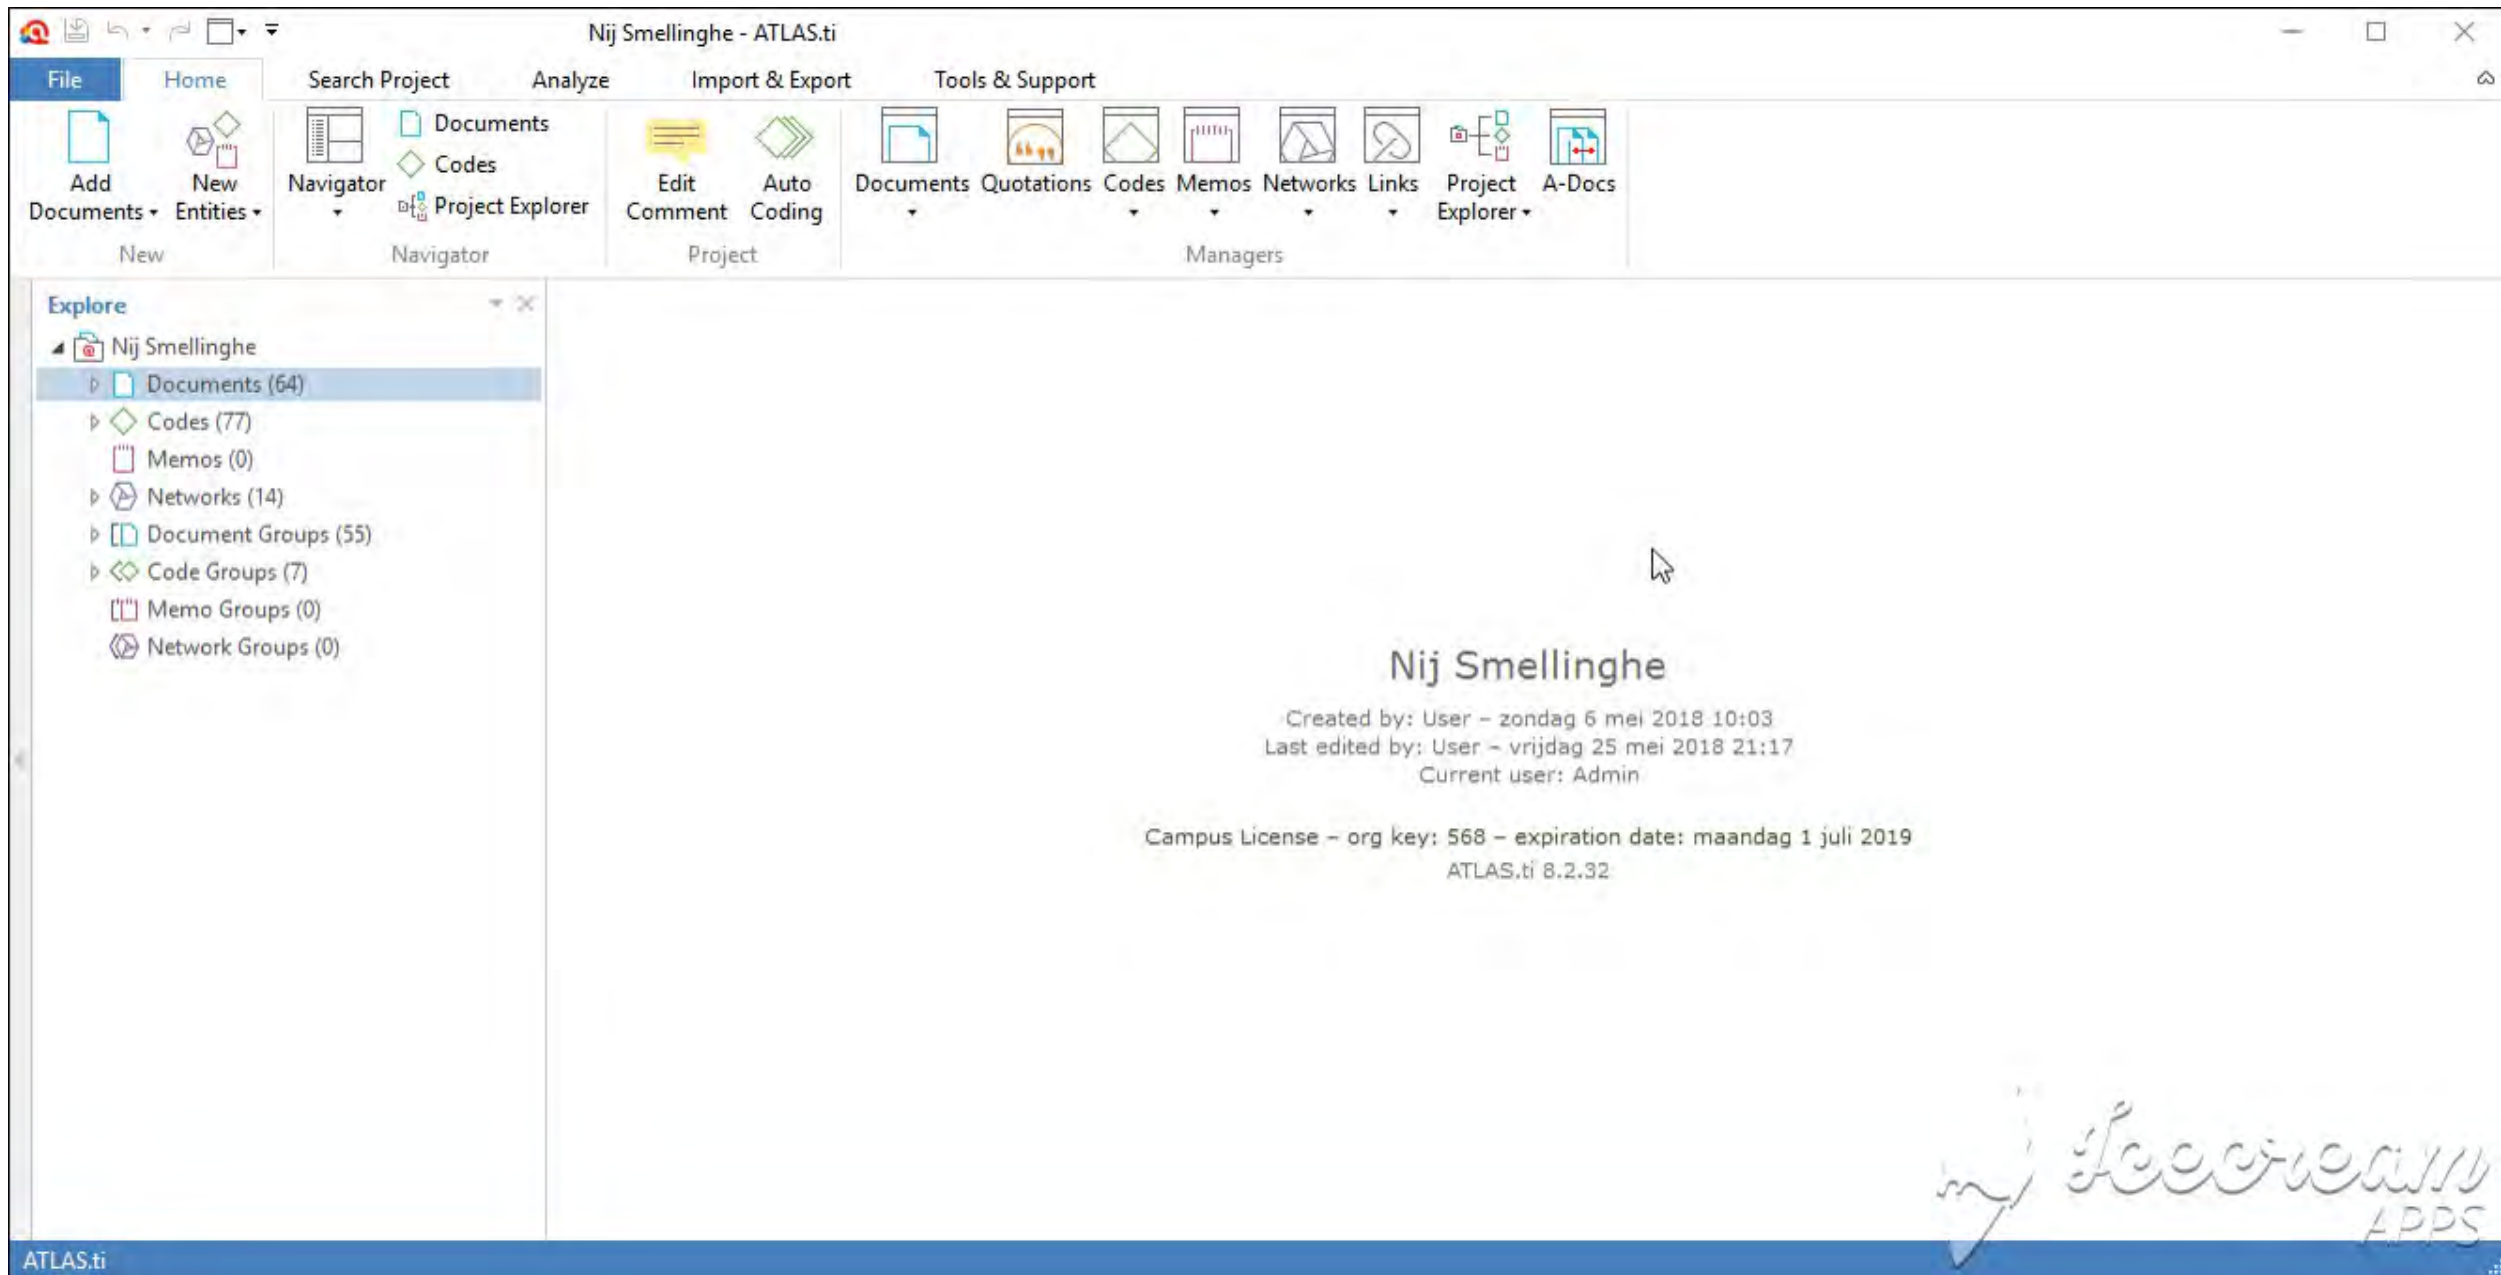 Nij Smellinghe - ATLAS.ti
File Home Search Project Analyze Import & Export Tools & Support
Add Documents
New Entities
New
Navigator
Documents
Codes
Project Explorer
Navigator
Edit Comment
Auto Coding
Project
Documents
Quotations
Codes
Memos
Networks
Links
Project Explorer
A-Docs
Managers
Explore
Nij Smellinghe
Documents (64)
Codes (77)
Memos (0)
Networks (14)
Document Groups (55)
Code Groups (7)
Memo Groups (0)
Network Groups (0)
Nij Smellinghe
Created by: User – zondag 6 mei 2018 10:03
Last edited by: User – vrijdag 25 mei 2018 21:17
Current user: Admin
Campus License – org key: 568 – expiration date: maandag 1 juli 2019
ATLAS.ti 8.2.32
Icecream
APPS
ATLAS.ti